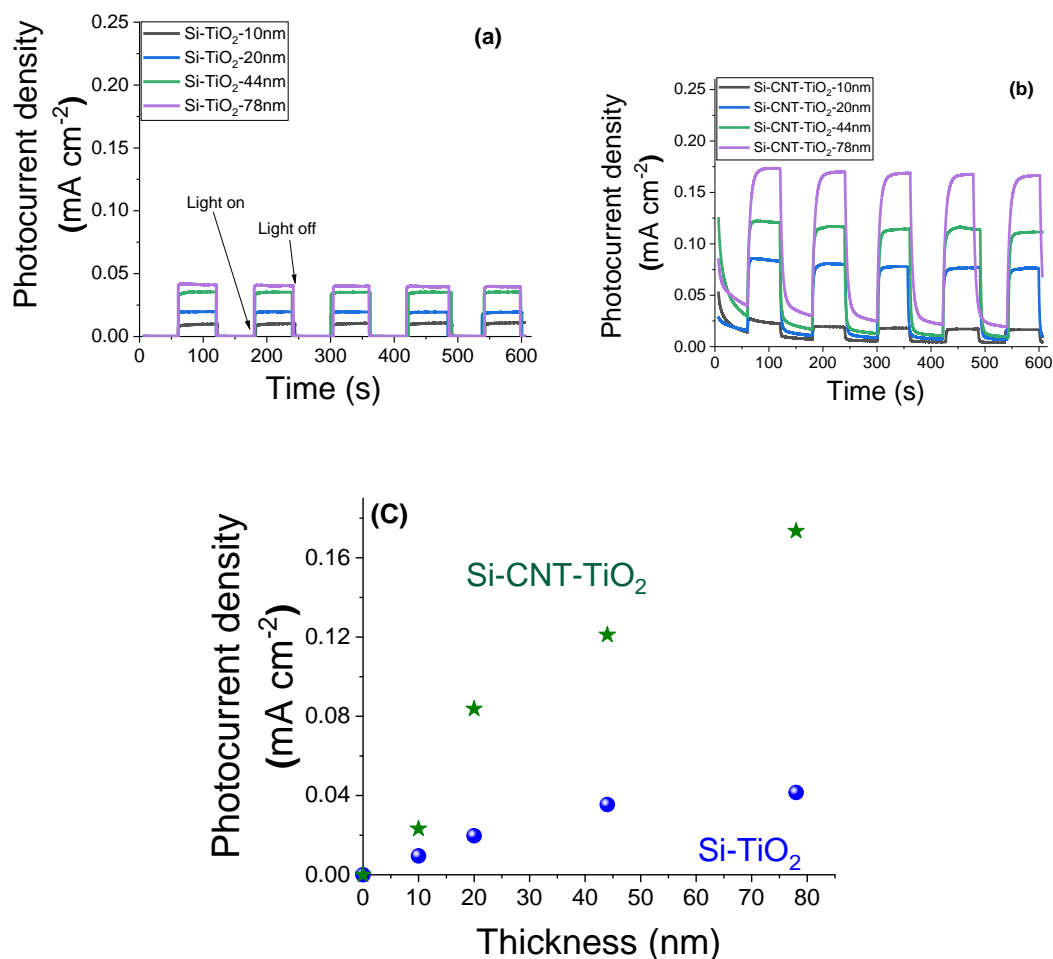 (a)
Si-TiO₂-10nm
Si-TiO₂-20nm
Si-TiO₂-44nm
Si-TiO₂-78nm
Photocurrent density
(mA cm⁻²)
0.25
0.20
0.15
0.10
0.05
0.00
Light on
Light off
0 100 200 300 400 500 600
Time (s)
(b)
Si-CNT-TiO₂-10nm
Si-CNT-TiO₂-20nm
Si-CNT-TiO₂-44nm
Si-CNT-TiO₂-78nm
Photocurrent density
(mA cm⁻²)
0.25
0.20
0.15
0.10
0.05
0.00
0 100 200 300 400 500 600
Time (s)
(C)
Photocurrent density
(mA cm⁻²)
0.16
0.12
0.08
0.04
0.00
Si-CNT-TiO₂
Si-TiO₂
0 10 20 30 40 50 60 70 80
Thickness (nm)